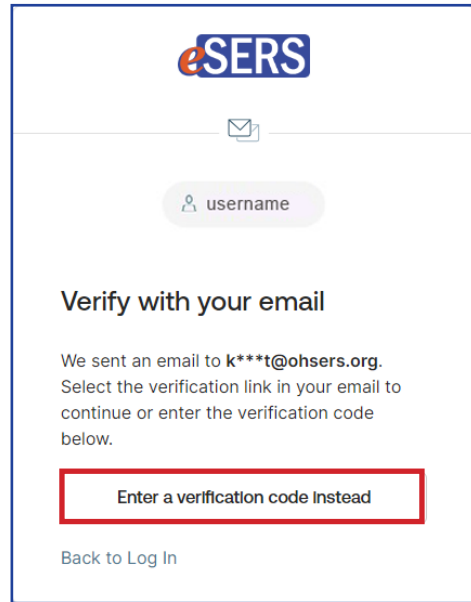 eSERS
username
Verify with your email
We sent an email to k***t@ohsers.org.
Select the verification link in your email to
continue or enter the verification code
below.
Enter a verification code instead
Back to Log In